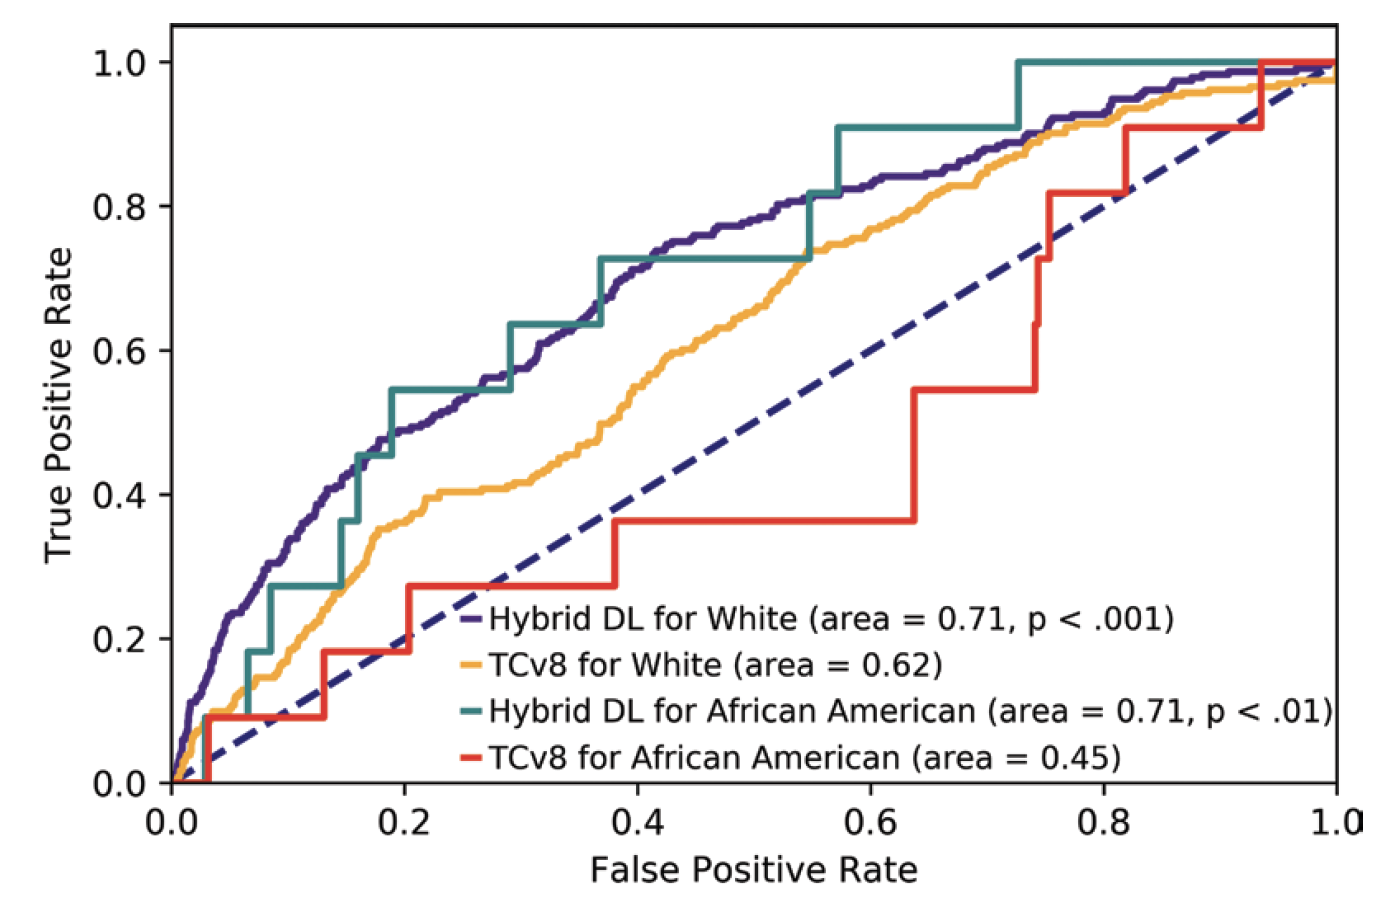 True Positive Rate
1.0
0.8
0.6
0.4
0.2
0.0
Hybrid DL for White (area = 0.71, p < .001)
TCv8 for White (area = 0.62)
Hybrid DL for African American (area = 0.71, p < .01)
TCv8 for African American (area = 0.45)
0.0 0.2 0.4 0.6 0.8 1.0
False Positive Rate